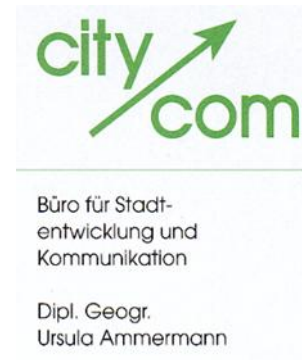 city
com
Büro für Stadt-
entwicklung und
Kommunikation
Dipl. Geogr.
Ursula Ammermann